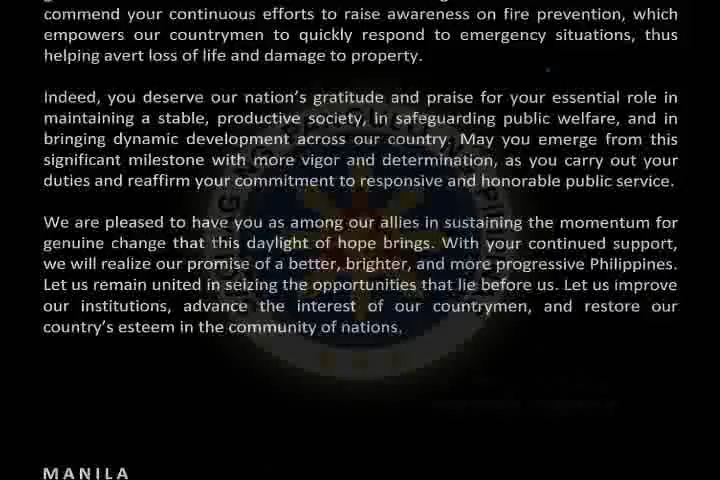 commend your continuous efforts to raise awareness on fire prevention, which
empowers our countrymen to quickly respond to emergency situations, thus
helping avert loss of life and damage to property.
Indeed, you deserve our nation's gratitude and praise for your essential role in
maintaining a stable, productive society, in safeguarding public welfare, and in
bringing dynamic development across our country. May you emerge from this
significant milestone with more vigor and determination, as you carry out your
duties and reaffirm your commitment to responsive and honorable public service.
We are pleased to have you as among our allies in sustaining the momentum for
genuine change that this daylight of hope brings. With your continued support,
we will realize our promise of a better, brighter, and more progressive Philippines.
Let us remain united in seizing the opportunities that lie before us. Let us improve
our institutions, advance the interest of our countrymen, and restore our
country's esteem in the community of nations.
MANILA